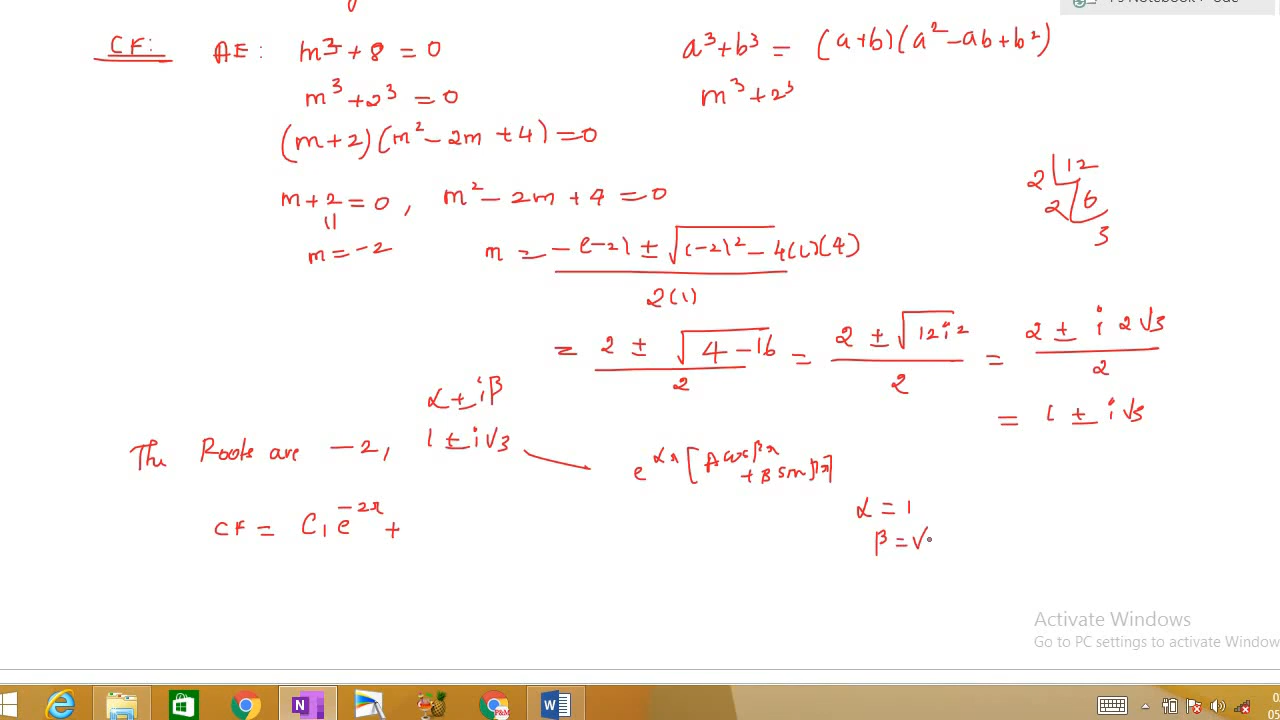 CF: AE: m³ + 8 = 0
a³ + b³ = (a+b)(a² - ab + b²)
m³ + 2³ = 0
m³ + 2³
(m+2)(m² - 2m + 4) = 0
2 | 12
2 | 6
3
m + 2 = 0, m² - 2m + 4 = 0
m = -2
m = -(-2) ± √(-2)² - 4(1)(4) / 2(1)
= 2 ± √4-16 / 2 = 2 ± √12i² / 2 = 2 ± i 2√3 / 2
= 1 ± i√3
α ± iβ
The Roots are -2, 1 ± i√3
e^αx [A cos βx + B sin βx]
CF = C₁ e^-2x +
α = 1
β = √
Activate Windows
Go to PC settings to activate Window